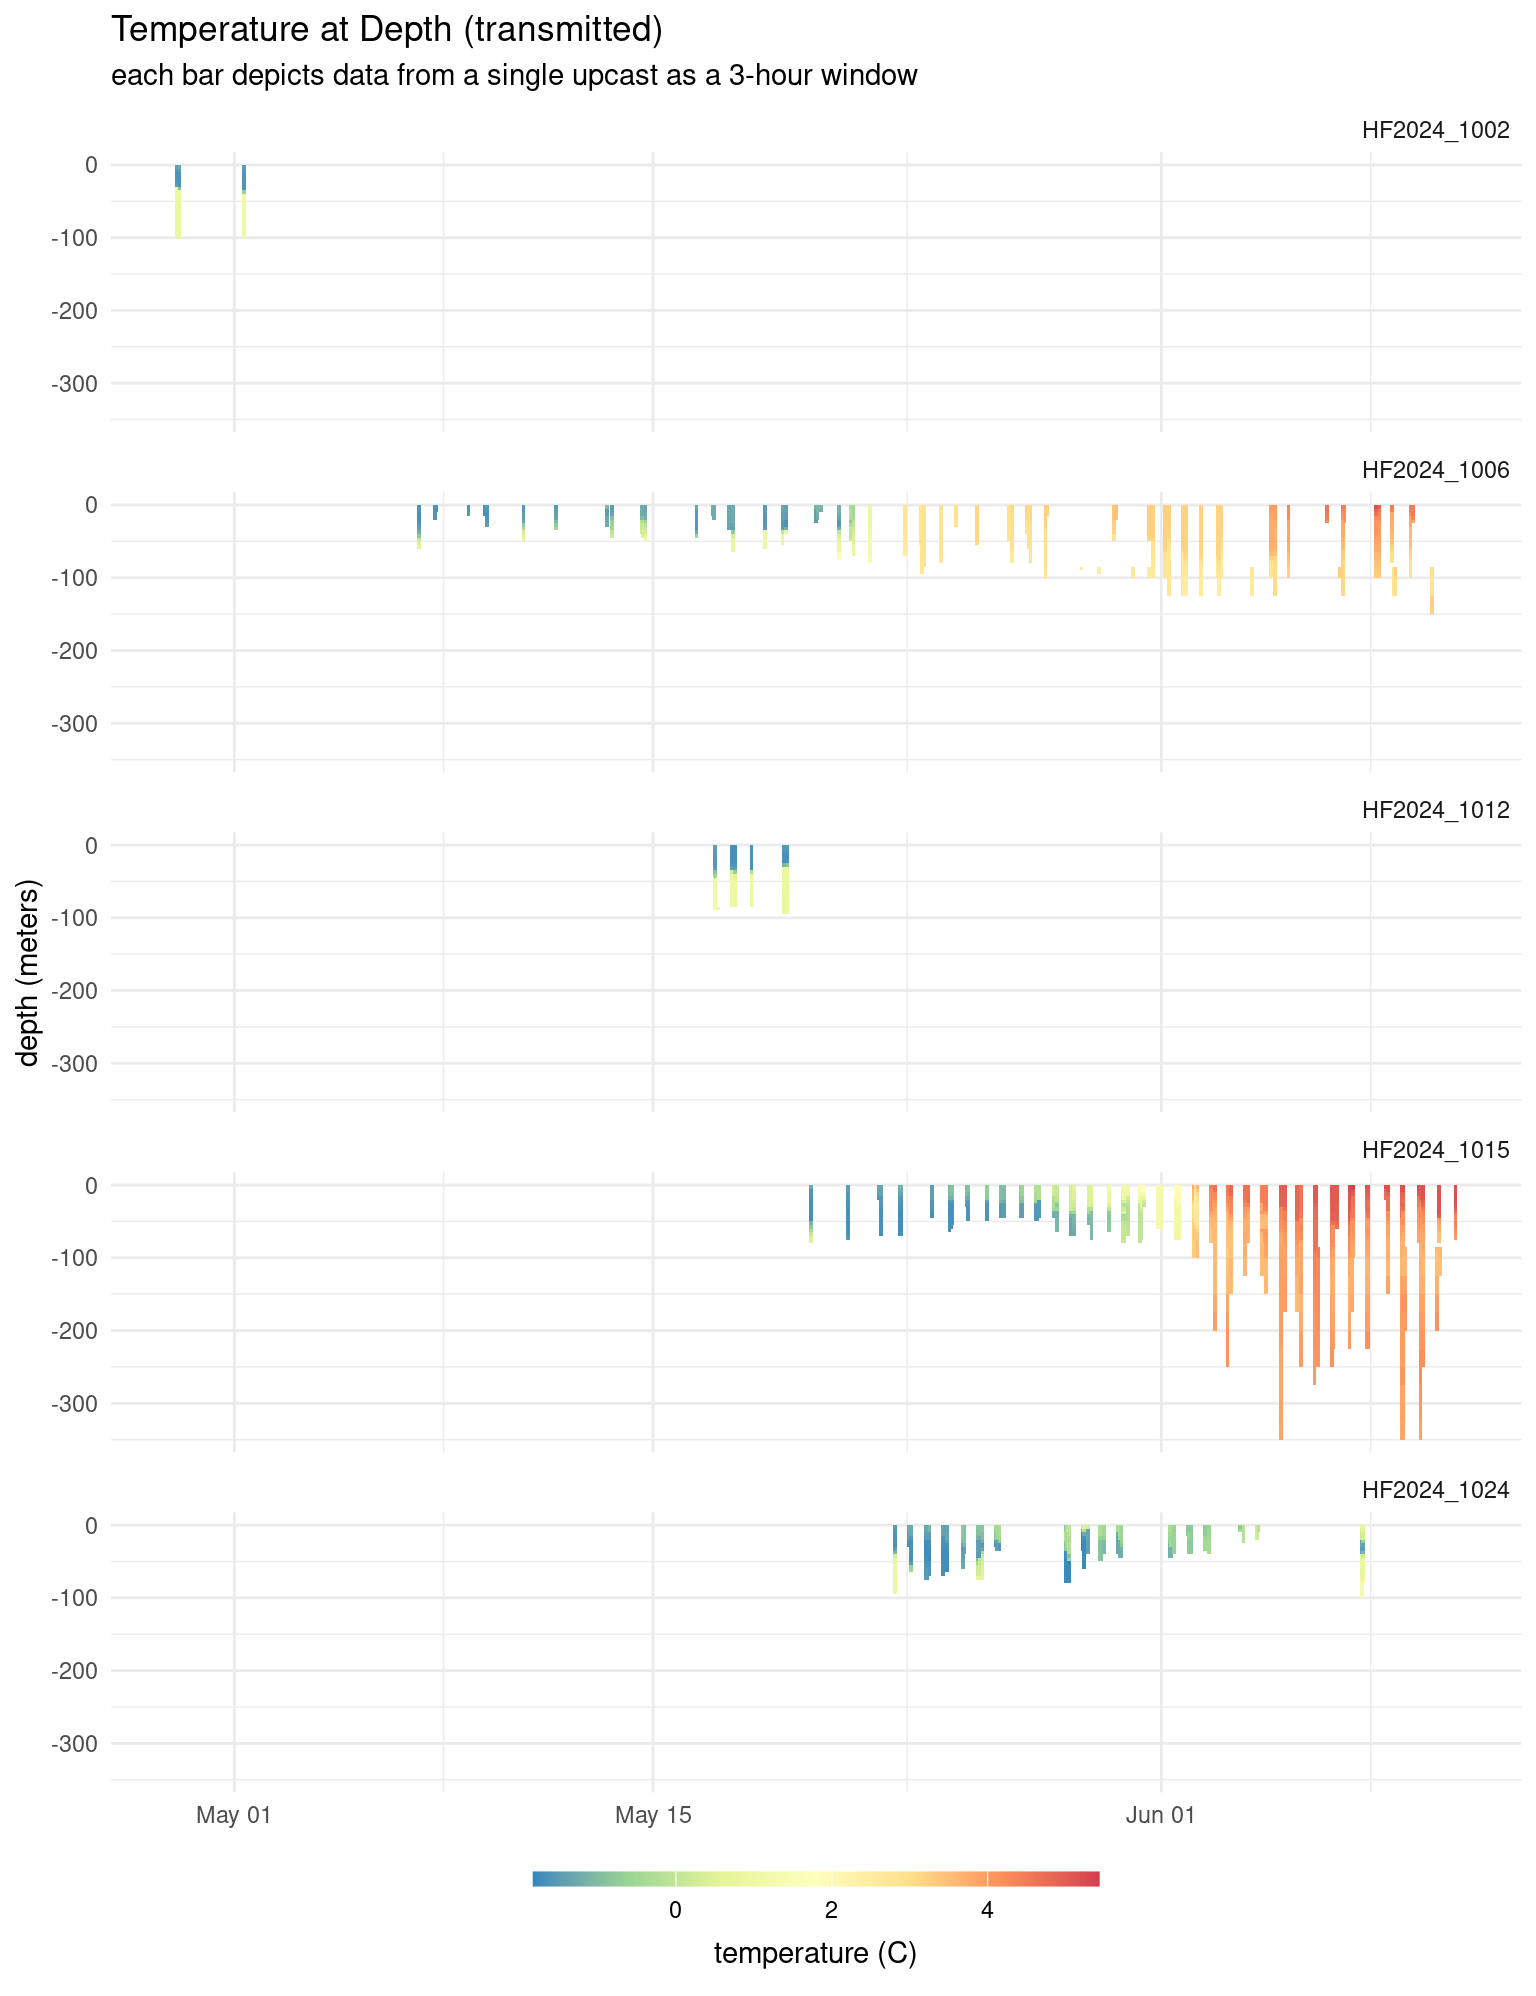 Temperature at Depth (transmitted)
each bar depicts data from a single upcast as a 3-hour window
HF2024_1002
0
-100
-200
-300
HF2024_1006
0
-100
-200
-300
HF2024_1012
0
-100
-200
-300
depth (meters)
HF2024_1015
0
-100
-200
-300
HF2024_1024
0
-100
-200
-300
May 01 May 15 Jun 01
0 2 4
temperature (C)